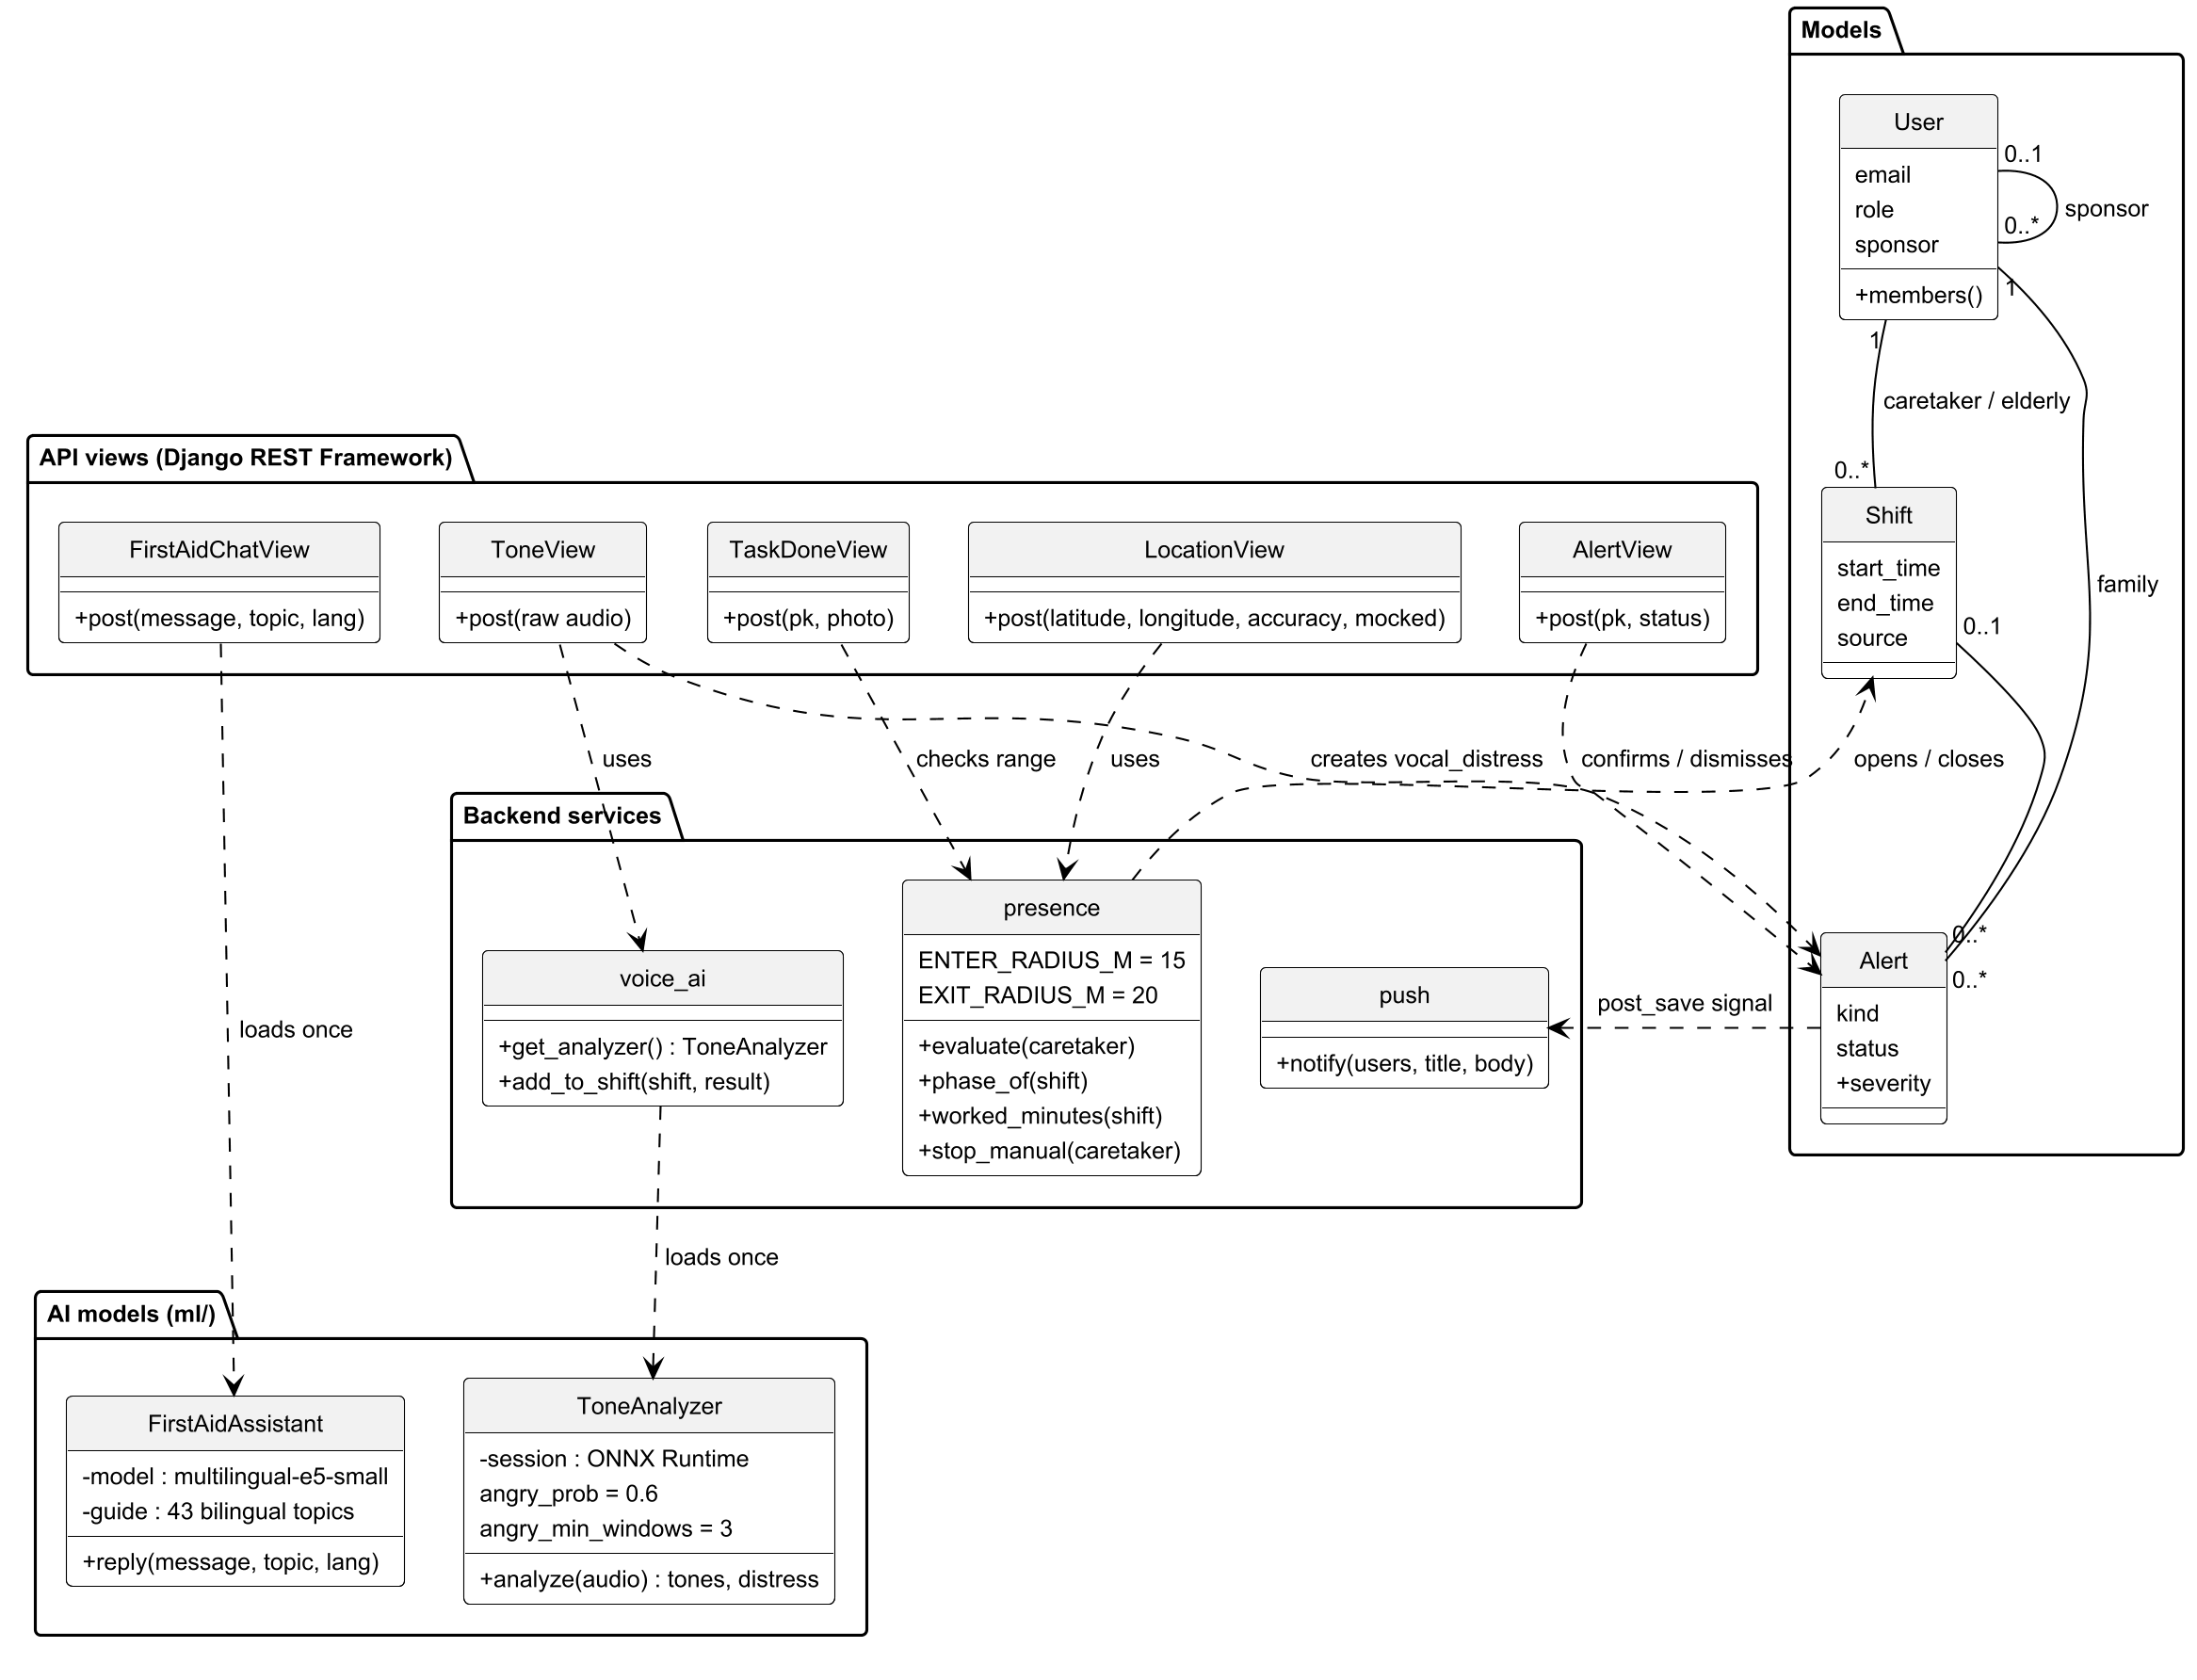 Models
User
email
role
sponsor
+members()
0..1
0..*
sponsor
1
1
caretaker / elderly
0..*
family
Shift
start_time
end_time
source
0..1
API views (Django REST Framework)
FirstAidChatView
+post(message, topic, lang)
ToneView
+post(raw audio)
TaskDoneView
+post(pk, photo)
LocationView
+post(latitude, longitude, accuracy, mocked)
AlertView
+post(pk, status)
uses
checks range
uses
creates vocal_distress
confirms / dismisses
opens / closes
Backend services
voice_ai
+get_analyzer() : ToneAnalyzer
+add_to_shift(shift, result)
presence
ENTER_RADIUS_M = 15
EXIT_RADIUS_M = 20
+evaluate(caretaker)
+phase_of(shift)
+worked_minutes(shift)
+stop_manual(caretaker)
push
+notify(users, title, body)
post_save signal
0..*
0..*
Alert
kind
status
+severity
loads once
loads once
AI models (ml/)
FirstAidAssistant
-model : multilingual-e5-small
-guide : 43 bilingual topics
+reply(message, topic, lang)
ToneAnalyzer
-session : ONNX Runtime
angry_prob = 0.6
angry_min_windows = 3
+analyze(audio) : tones, distress